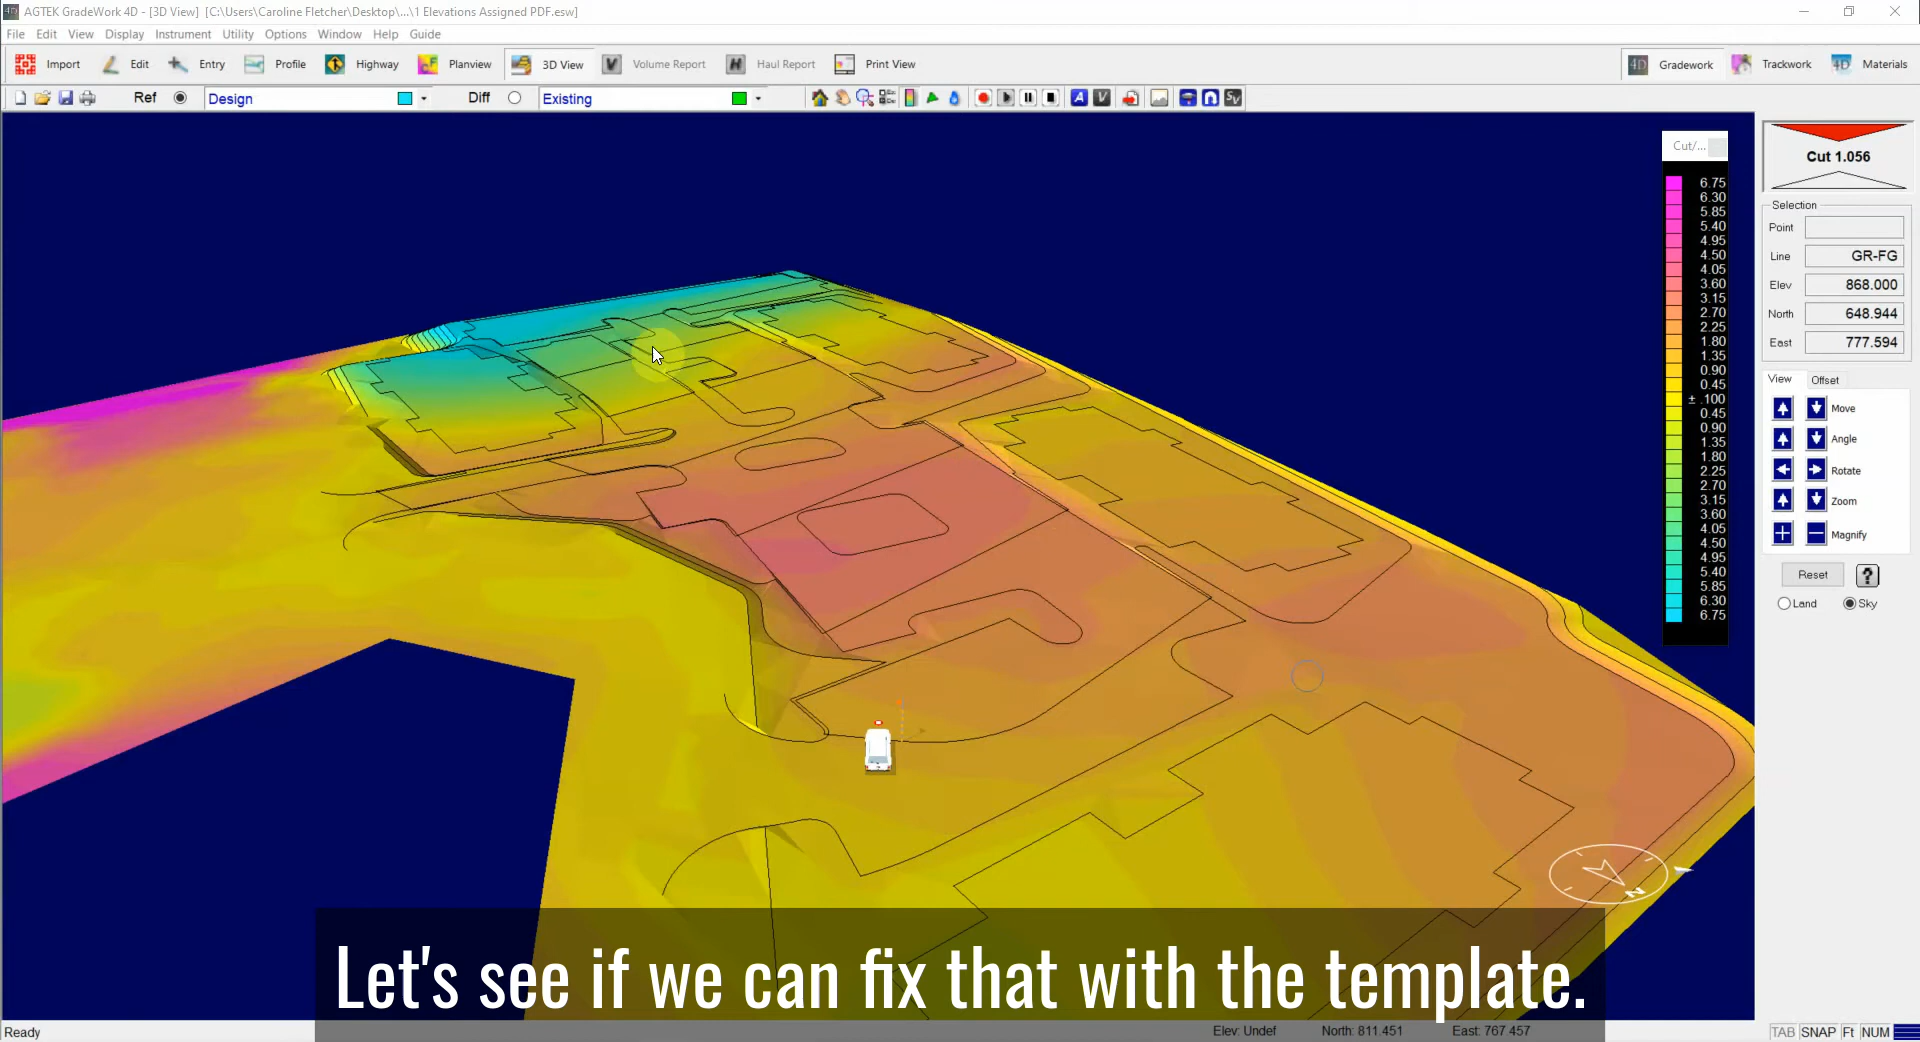 AGTEK GradeWork 4D - [3D View] [C:\Users\Caroline Fletcher\Desktop\...\1 Elevations Assigned PDF.esw]
File Edit View Display Instrument Utility Options Window Help Guide
Import Edit Entry Profile Highway Planview 3D View Volume Report Haul Report Print View Gradework Trackwork Materials
Ref Design Diff Existing
Cut/...
6.75
6.30
5.85
5.40
4.95
4.50
4.05
3.60
3.15
2.70
2.25
1.80
1.35
0.90
0.45
± .100
0.45
0.90
1.35
1.80
2.25
2.70
3.15
3.60
4.05
4.50
4.95
5.40
5.85
6.30
6.75
Cut 1.056
Selection
Point
Line GR-FG
Elev 868.000
North 648.944
East 777.594
View Offset
Move
Angle
Rotate
Zoom
Magnify
Reset ?
Land Sky
N
Let's see if we can fix that with the template.
Ready Elev: Undef North: 811.451 East: 767.457 TAB SNAP Ft NUM